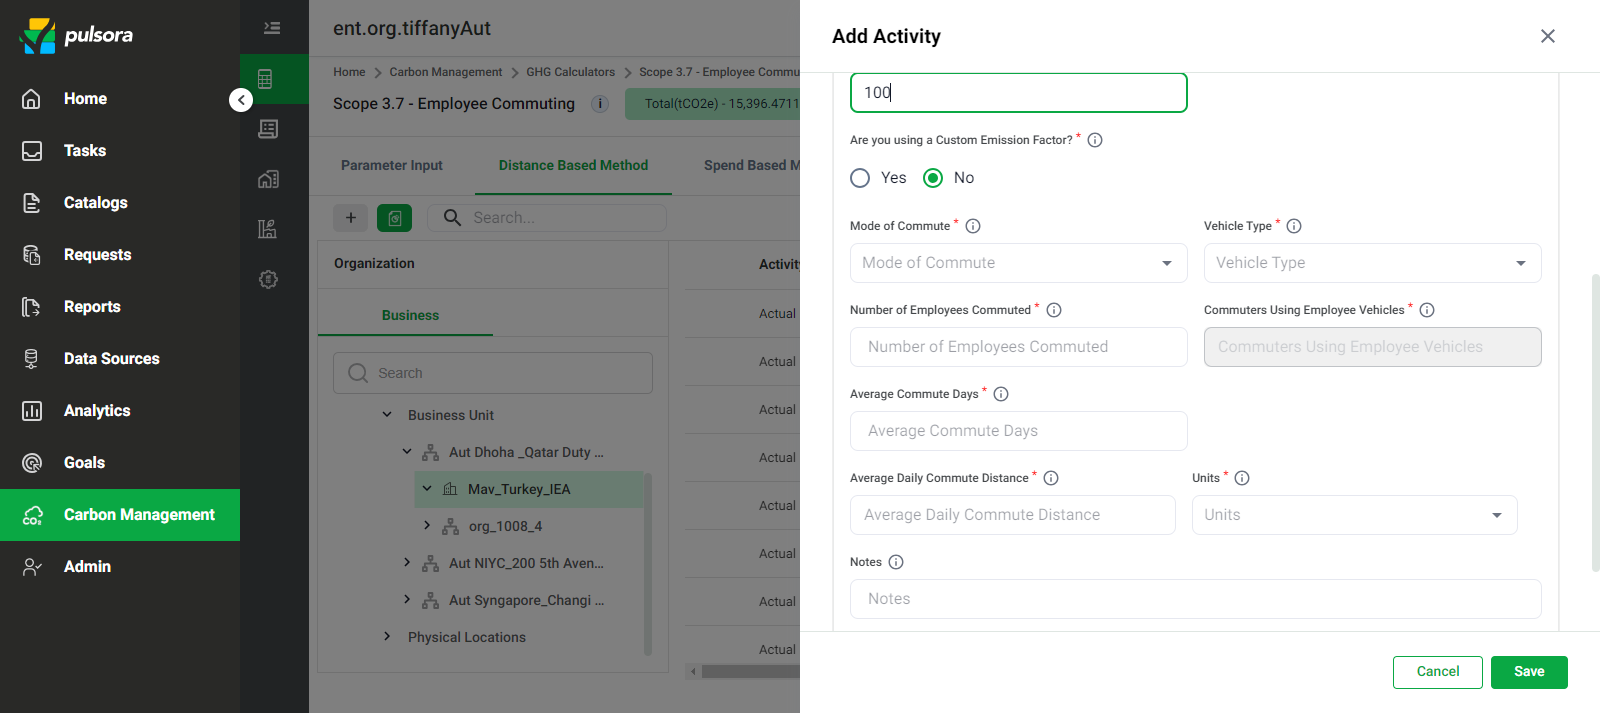 pulsora
Home
Tasks
Catalogs
Requests
Reports
Data Sources
Analytics
Goals
Carbon Management
Admin
ent.org.tiffanyAut
Home > Carbon Management > GHG Calculators > Scope 3.7 - Employee Commu
Scope 3.7 - Employee Commuting
Total(tCO2e) - 15,396.4711
Parameter Input
Distance Based Method
Spend Based M
+
Search...
Organization
Business
Search
Business Unit
Aut Dhoha _Qatar Duty ...
Mav_Turkey_IEA
org_1008_4
Aut NIYC_200 5th Aven...
Aut Syngapore_Changi ...
Physical Locations
Activity
Actual
Actual
Actual
Actual
Actual
Actual
Actual
Actual
Add Activity
100
Are you using a Custom Emission Factor? *
Yes
No
Mode of Commute *
Vehicle Type *
Mode of Commute
Vehicle Type
Number of Employees Commuted *
Commuters Using Employee Vehicles *
Number of Employees Commuted
Commuters Using Employee Vehicles
Average Commute Days *
Average Commute Days
Average Daily Commute Distance *
Units *
Average Daily Commute Distance
Units
Notes
Notes
Cancel
Save